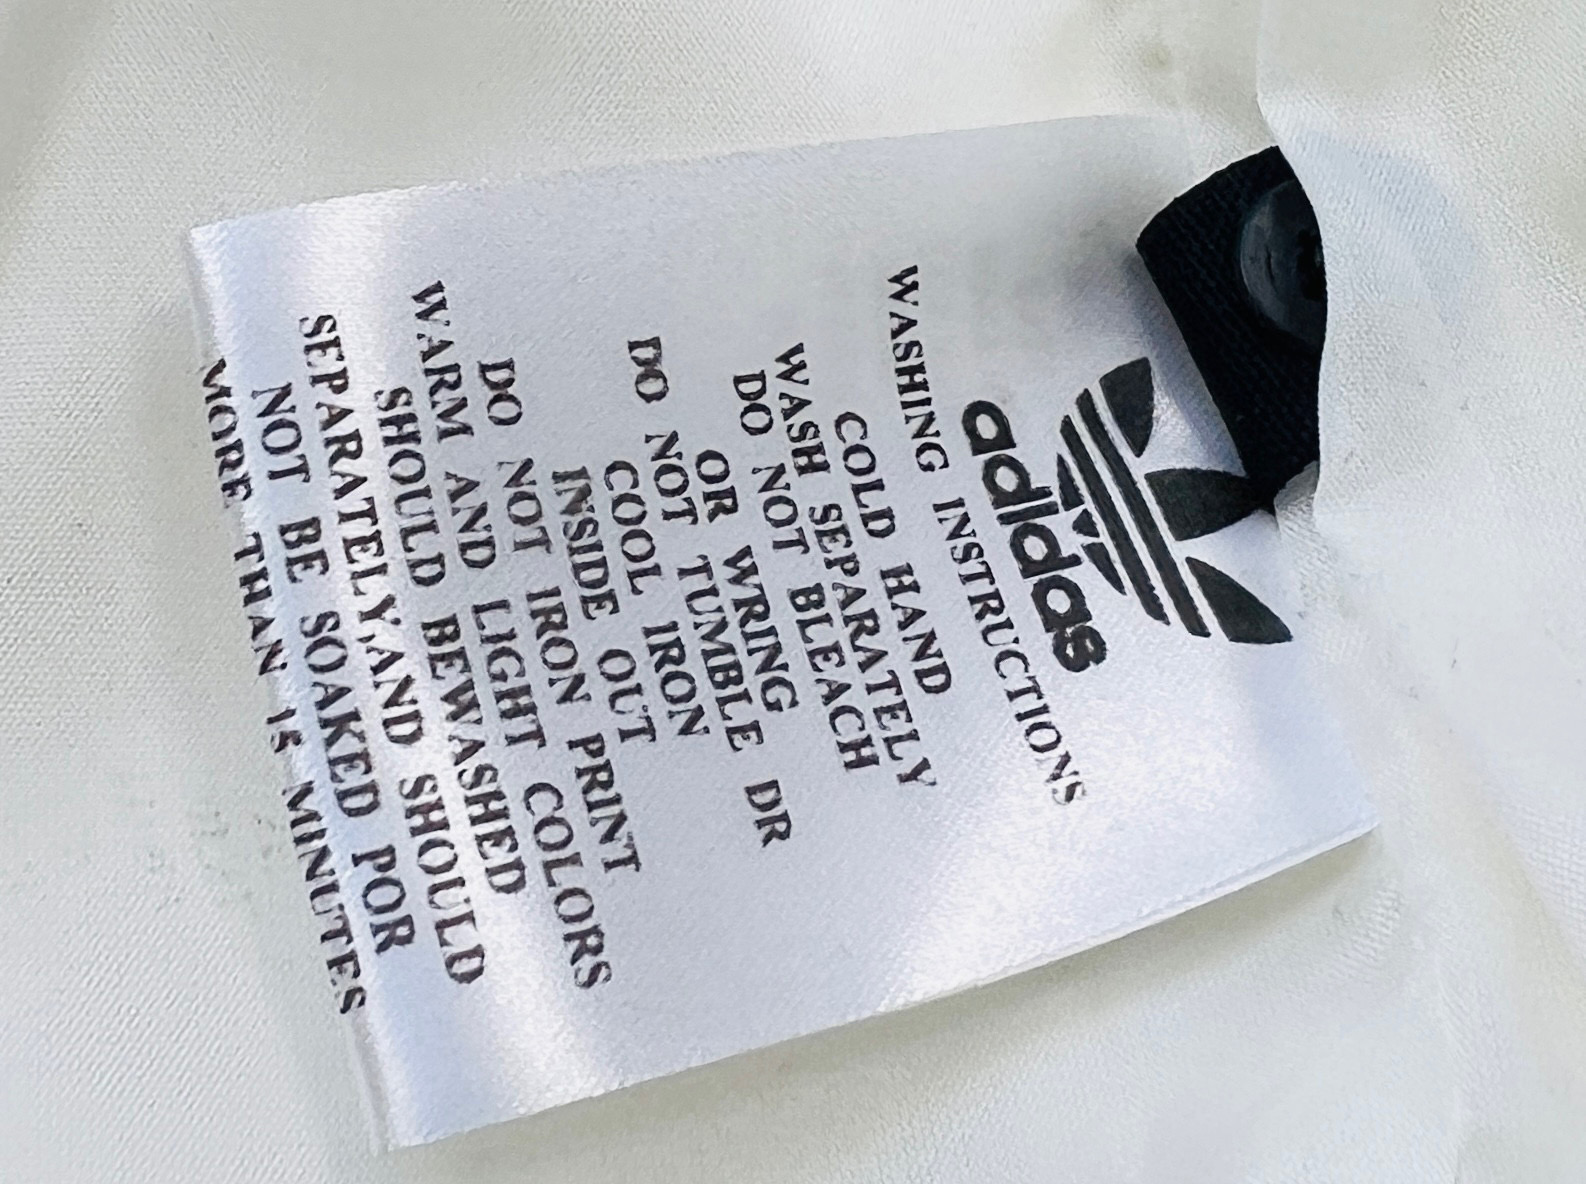 adidas
WASHING INSTRUCTIONS
COLD HAND
WASH SEPARATELY
DO NOT BLEACH
OR WRING
DO NOT TUMBLE DR
COOL IRON
INSIDE OUT
DO NOT IRON PRINT
WARM AND LIGHT COLORS
SHOULD BEWASHED
SEPARATELY,AND SHOULD
NOT BE SOAKED POR
MORE THAN 15 MINUTES